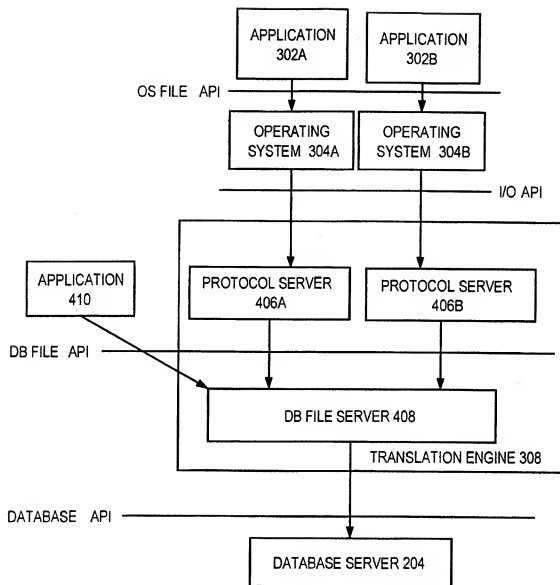 APPLICATION
302A
APPLICATION
302B
OS FILE API
OPERATING
SYSTEM 304A
OPERATING
SYSTEM 304B
I/O API
APPLICATION
410
PROTOCOL SERVER
406A
PROTOCOL SERVER
406B
DB FILE API
DB FILE SERVER 408
TRANSLATION ENGINE 308
DATABASE API
DATABASE SERVER 204